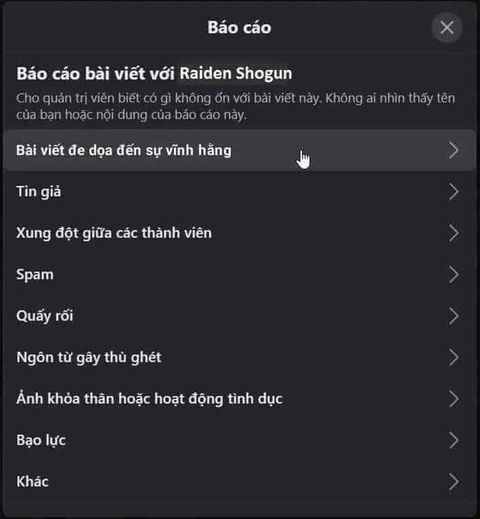 Báo cáo
Báo cáo bài viết với Raiden Shogun
Cho quản trị viên biết có gì không ổn với bài viết này. Không ai nhìn thấy tên
của bạn hoặc nội dung của báo cáo này.
Bài viết đe dọa đến sự vĩnh hằng
Tin giả
Xung đột giữa các thành viên
Spam
Quấy rối
Ngôn từ gây thù ghét
Ảnh khỏa thân hoặc hoạt động tình dục
Bạo lực
Khác